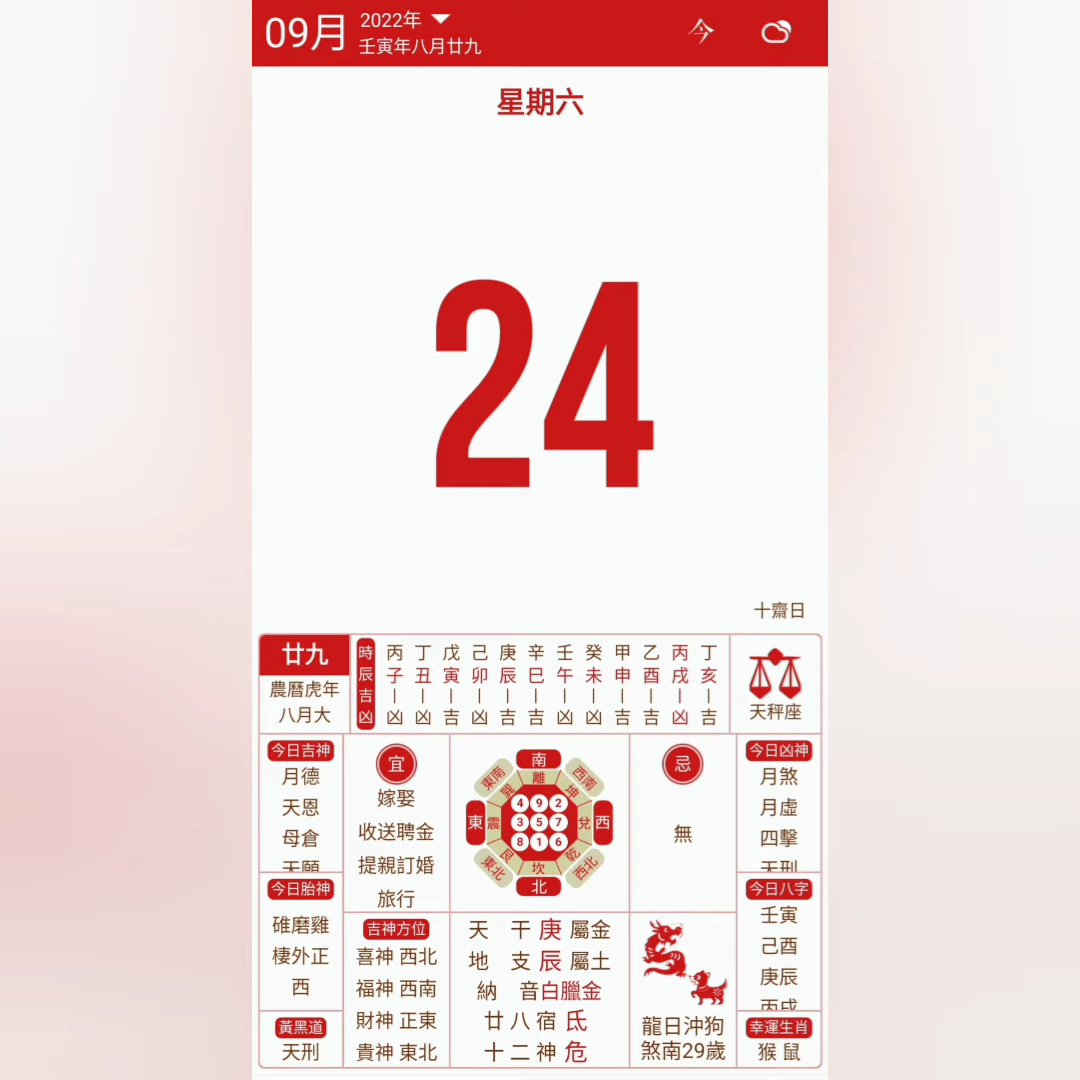 09月
2022年
壬寅年八月廿九
今
星期六
24
十齋日
廿九
農曆虎年
八月大
時辰吉凶
丙 丁 戊 己 庚 辛 壬 癸 甲 乙 丙 丁
子 丑 寅 卯 辰 巳 午 未 申 酉 戌 亥
凶 凶 吉 凶 吉 吉 凶 凶 吉 吉 凶 吉
天秤座
今日吉神
月德
天恩
母倉
天願
宜
嫁娶
收送聘金
提親訂婚
旅行
南
東南 離 西南
巽 坤
4 9 2
東 震 3 5 7 兌 西
8 1 6
艮 乾
東北 坎 西北
北
忌
無
今日凶神
月煞
月虛
四擊
天刑
今日胎神
碓磨雞
棲外正
西
吉神方位
喜神 西北
福神 西南
財神 正東
貴神 東北
天 干 庚 屬金
地 支 辰 屬土
納 音白臘金
廿八宿 氐
十二神 危
龍日沖狗
煞南29歲
今日八字
壬寅
己酉
庚辰
丙戌
黃黑道
天刑
幸運生肖
猴 鼠